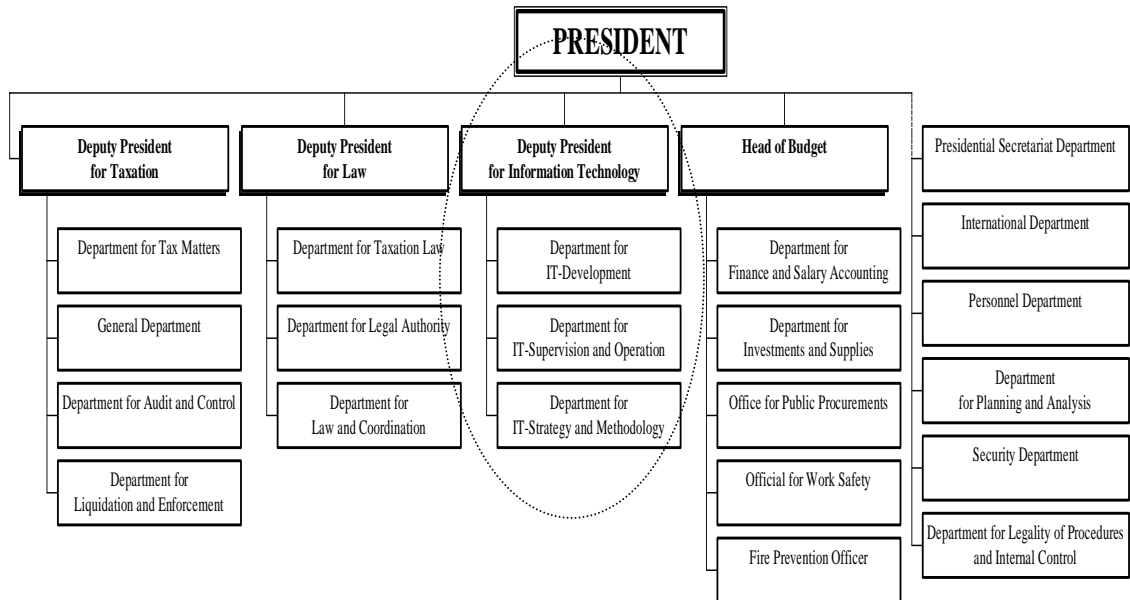 PRESIDENT
Deputy President
for Taxation
Department for Tax Matters
General Department
Department for Audit and Control
Department for
Liquidation and Enforcement
Deputy President
for Law
Department for Taxation Law
Department for Legal Authority
Department for
Law and Coordination
Deputy President
for Information Technology
Department for
IT-Development
Department for
IT-Supervision and Operation
Department for
IT-Strategy and Methodology
Head of Budget
Department for
Finance and Salary Accounting
Department for
Investments and Supplies
Office for Public Procurements
Official for Work Safety
Fire Prevention Officer
Presidential Secretariat Department
International Department
Personnel Department
Department
for Planning and Analysis
Security Department
Department for Legality of Procedures
and Internal Control